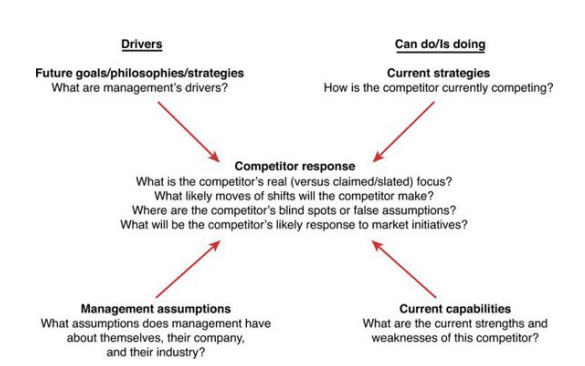 Drivers
Can do/Is doing
Future goals/philosophies/strategies
What are management's drivers?
Current strategies
How is the competitor currently competing?
Competitor response
What is the competitor's real (versus claimed/slated) focus?
What likely moves of shifts will the competitor make?
Where are the competitor's blind spots or false assumptions?
What will be the competitor's likely response to market initiatives?
Management assumptions
What assumptions does management have
about themselves, their company,
and their industry?
Current capabilities
What are the current strengths and
weaknesses of this competitor?